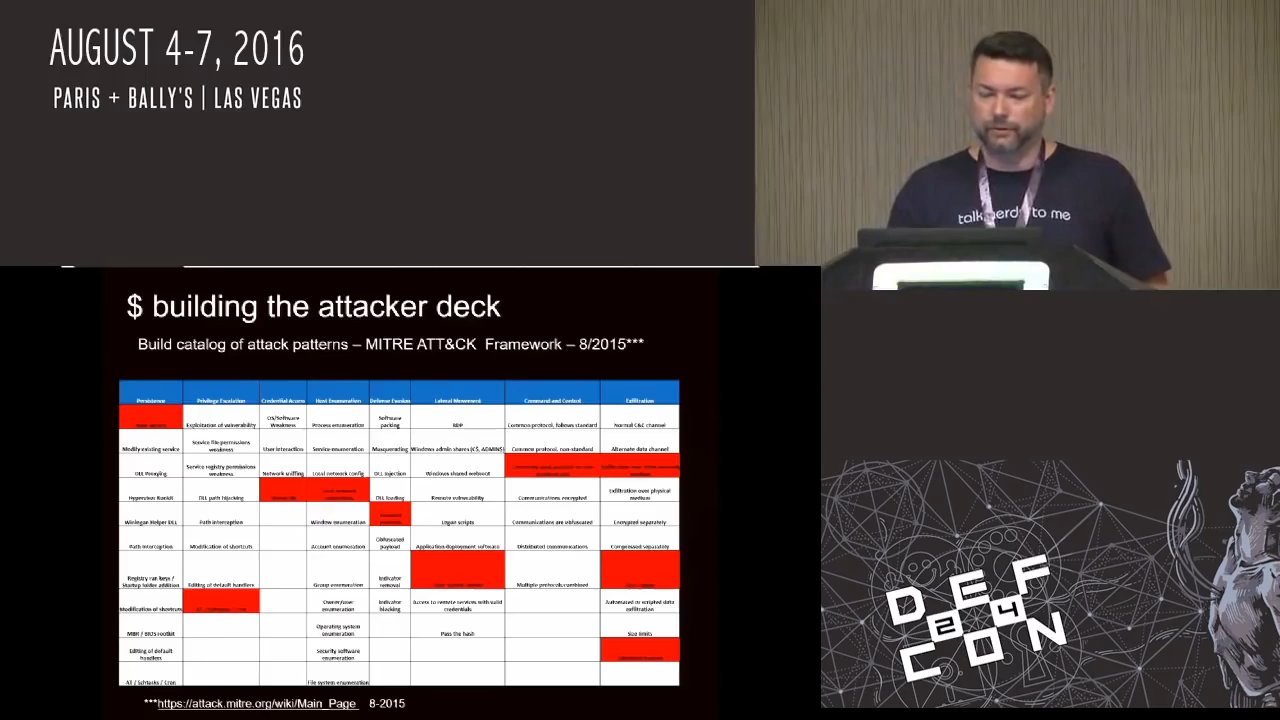 AUGUST 4-7, 2016
PARIS + BALLY'S | LAS VEGAS
talk nerdy to me
$ building the attacker deck
Build catalog of attack patterns – MITRE ATT&CK Framework – 8/2015***
Persistence Privilege Escalation Credential Access Host Enumeration Defense Evasion Lateral Movement Command and Control Exfiltration
Exploitation of vulnerability OS/Software Weakness Process enumeration Software packing RDP Common protocol, follows standard Normal C&C channel
Modify existing service Service file permissions weakness User interaction Service enumeration Masquerading Windows admin shares (C$, ADMIN$) Common protocol, non-standard Alternate data channel
DLL Proxying Service registry permissions weakness Network sniffing Local network config DLL injection Windows shared webroot
Hypervisor Rootkit DLL path hijacking DLL loading Remote vulnerability Communications encrypted Exfiltration over physical medium
Winlogon Helper DLL Path interception Window enumeration Logon scripts Communications are obfuscated Encrypted separately
Path Interception Modification of shortcuts Account enumeration Obfuscated payload Application deployment software Distributed communications Compressed separately
Registry run keys / Startup folder addition Editing of default handlers Group enumeration Indicator removal Multiple protocols combined
Modification of shortcuts Owner/user enumeration Indicator blocking Access to remote services with valid credentials Automated or scripted data exfiltration
MBR / BIOS rootkit Operating system enumeration Pass the hash Size limits
Editing of default handlers Security software enumeration
AT / Schtasks / Cron File system enumeration
***https://attack.mitre.org/wiki/Main_Page 8-2015
DEF
24
CON